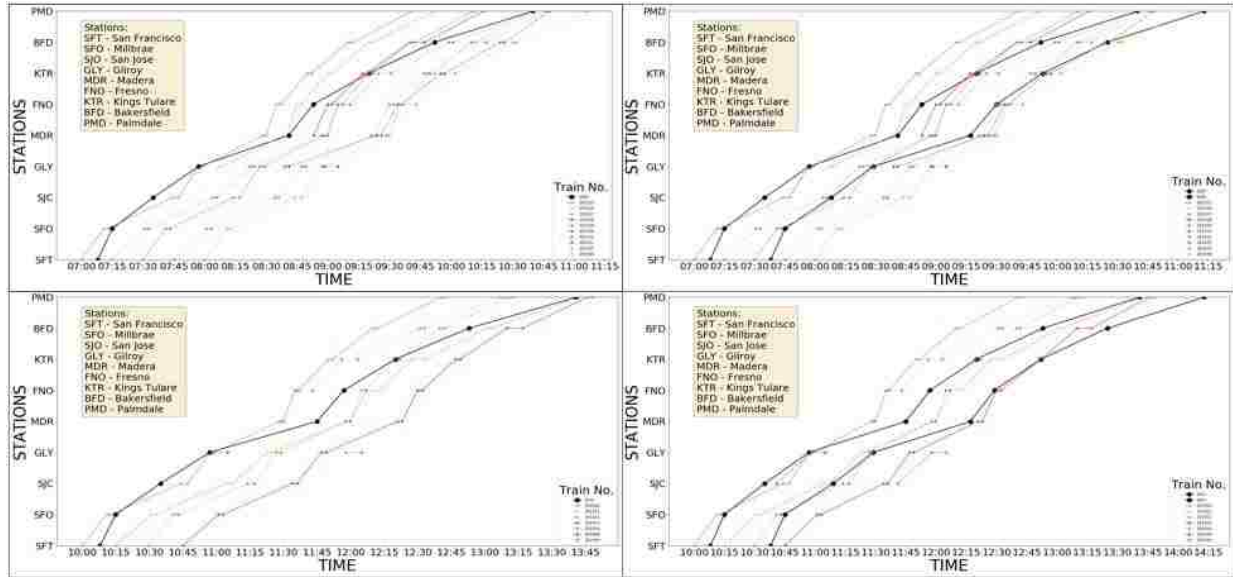 PMD
BFD
KTR
FNO
MDR
GLY
SJC
SFO
SFT
STATIONS
Stations:
SFT - San Francisco
SFO - Millbrae
SJO - San Jose
GLY - Gilroy
MDR - Madera
FNO - Fresno
KTR - Kings Tulare
BFD - Bakersfield
PMD - Palmdale
Train No.
07:00 07:15 07:30 07:45 08:00 08:15 08:30 08:45 09:00 09:15 09:30 09:45 10:00 10:15 10:30 10:45 11:00 11:15
TIME
PMD
BFD
KTR
FNO
MDR
GLY
SJC
SFO
SFT
STATIONS
Stations:
SFT - San Francisco
SFO - Millbrae
SJO - San Jose
GLY - Gilroy
MDR - Madera
FNO - Fresno
KTR - Kings Tulare
BFD - Bakersfield
PMD - Palmdale
Train No.
07:00 07:15 07:30 07:45 08:00 08:15 08:30 08:45 09:00 09:15 09:30 09:45 10:00 10:15 10:30 10:45 11:00 11:15
TIME
PMD
BFD
KTR
FNO
MDR
GLY
SJC
SFO
SFT
STATIONS
Stations:
SFT - San Francisco
SFO - Millbrae
SJO - San Jose
GLY - Gilroy
MDR - Madera
FNO - Fresno
KTR - Kings Tulare
BFD - Bakersfield
PMD - Palmdale
Train No.
10:00 10:15 10:30 10:45 11:00 11:15 11:30 11:45 12:00 12:15 12:30 12:45 13:00 13:15 13:30 13:45
TIME
PMD
BFD
KTR
FNO
MDR
GLY
SJC
SFO
SFT
STATIONS
Stations:
SFT - San Francisco
SFO - Millbrae
SJO - San Jose
GLY - Gilroy
MDR - Madera
FNO - Fresno
KTR - Kings Tulare
BFD - Bakersfield
PMD - Palmdale
Train No.
10:00 10:15 10:30 10:45 11:00 11:15 11:30 11:45 12:00 12:15 12:30 12:45 13:00 13:15 13:30 13:45 14:00 14:15
TIME